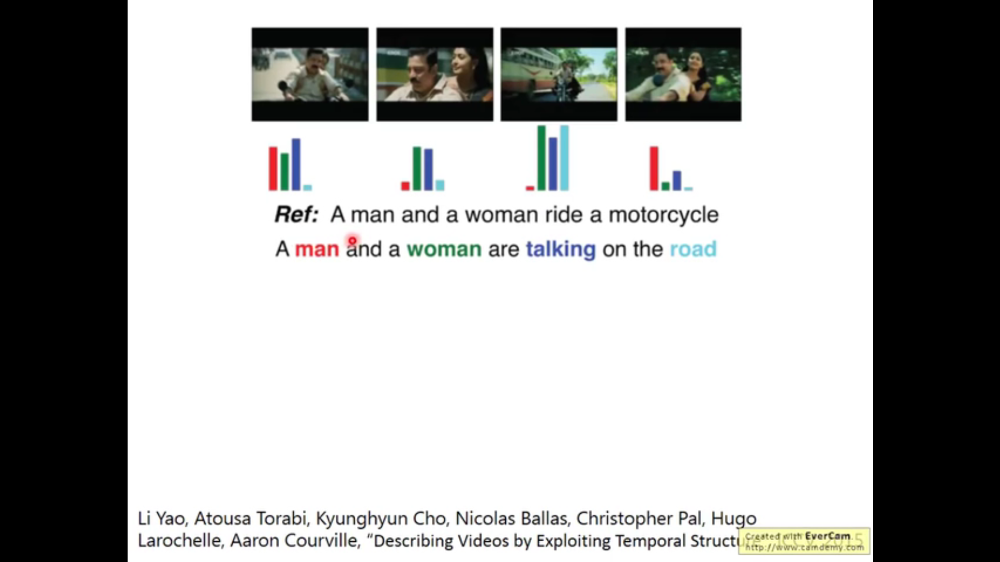 Ref: A man and a woman ride a motorcycle
A man and a woman are talking on the road
Li Yao, Atousa Torabi, Kyunghyun Cho, Nicolas Ballas, Christopher Pal, Hugo
Larochelle, Aaron Courville, “Describing Videos by Exploiting Temporal
Created with EverCam
http://www.camdemy.com